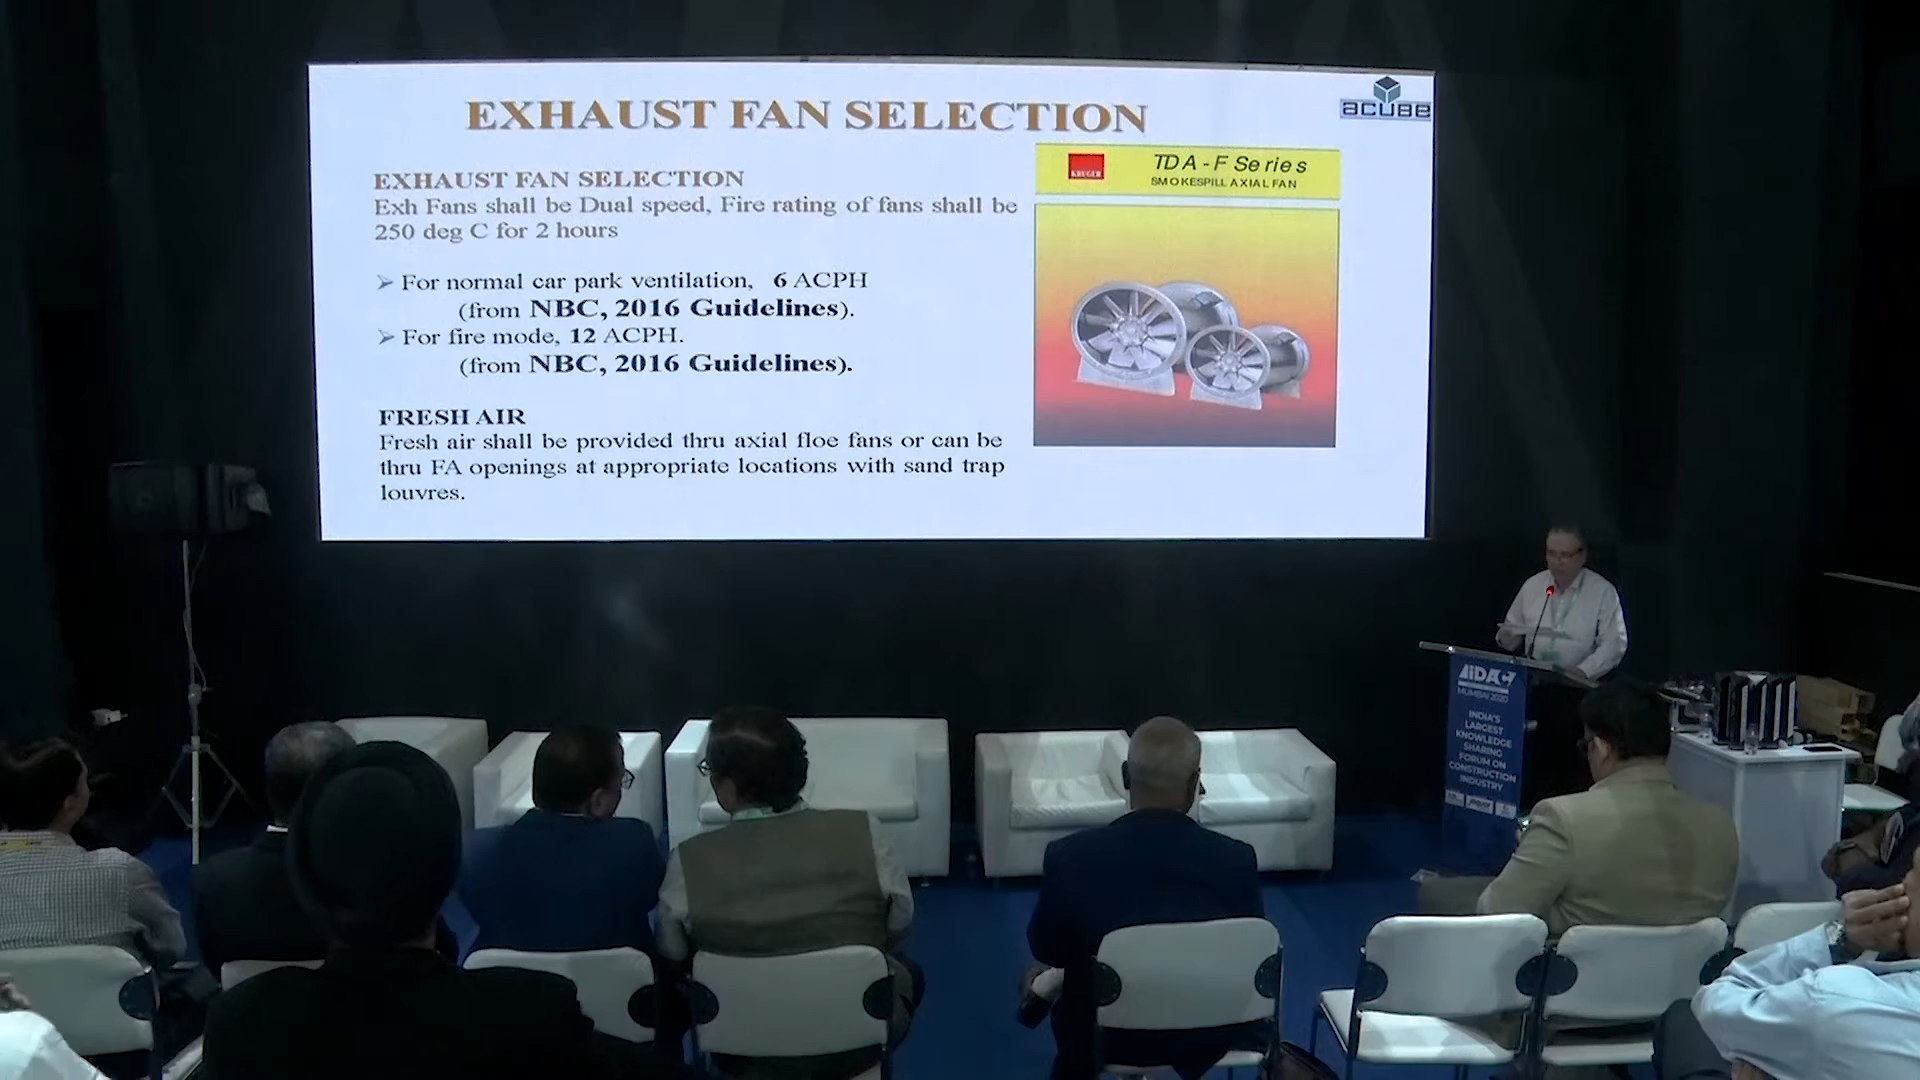 EXHAUST FAN SELECTION
acube
EXHAUST FAN SELECTION
Exh Fans shall be Dual speed, Fire rating of fans shall be
250 deg C for 2 hours
➢ For normal car park ventilation, 6 ACPH
(from NBC, 2016 Guidelines).
➢ For fire mode, 12 ACPH.
(from NBC, 2016 Guidelines).
FRESH AIR
Fresh air shall be provided thru axial floe fans or can be
thru FA openings at appropriate locations with sand trap
louvres.
KRUGER
TDA - F Series
SMOKESPILL AXIAL FAN
AIDAC
MUMBAI 2020
INDIA'S
LARGEST
KNOWLEDGE
SHARING
FORUM ON
CONSTRUCTION
INDUSTRY